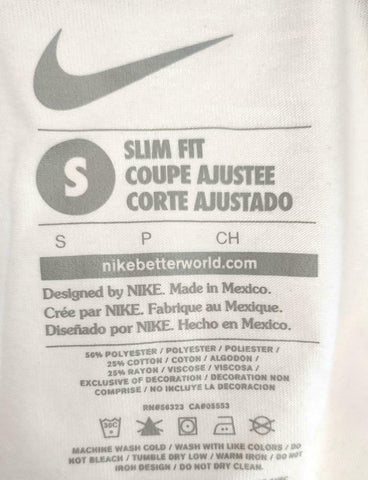 S
SLIM FIT
COUPE AJUSTEE
CORTE AJUSTADO
S P CH
nikebetterworld.com
Designed by NIKE. Made in Mexico.
Crée par NIKE. Fabrique au Mexique.
Diseñado por NIKE. Hecho en Mexico.
50% POLYESTER / POLYESTER / POLIESTER /
25% COTTON / COTON / ALGODON /
25% RAYON / VISCOSE / VISCOSA /
EXCLUSIVE OF DECORATION / DECORATION NON
COMPRISE / NO INCLUYE LA DECORACION
RN#56323 CA#05553
30C
MACHINE WASH COLD / WASH WITH LIKE COLORS / DO
NOT BLEACH / TUMBLE DRY LOW / WARM IRON / DO NOT
IRON DESIGN / DO NOT DRY CLEAN.